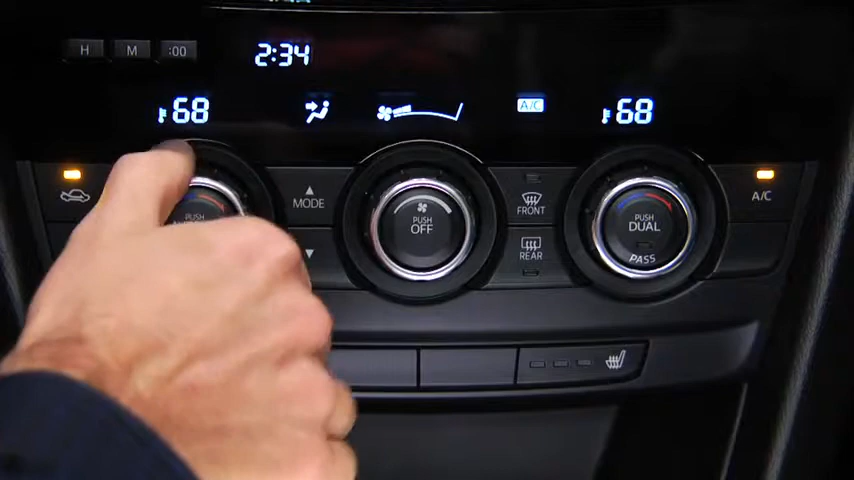 H M :00
2:34
68 A/C 68
MODE
PUSH
OFF
FRONT
REAR
PUSH
DUAL
PASS
A/C
PUSH